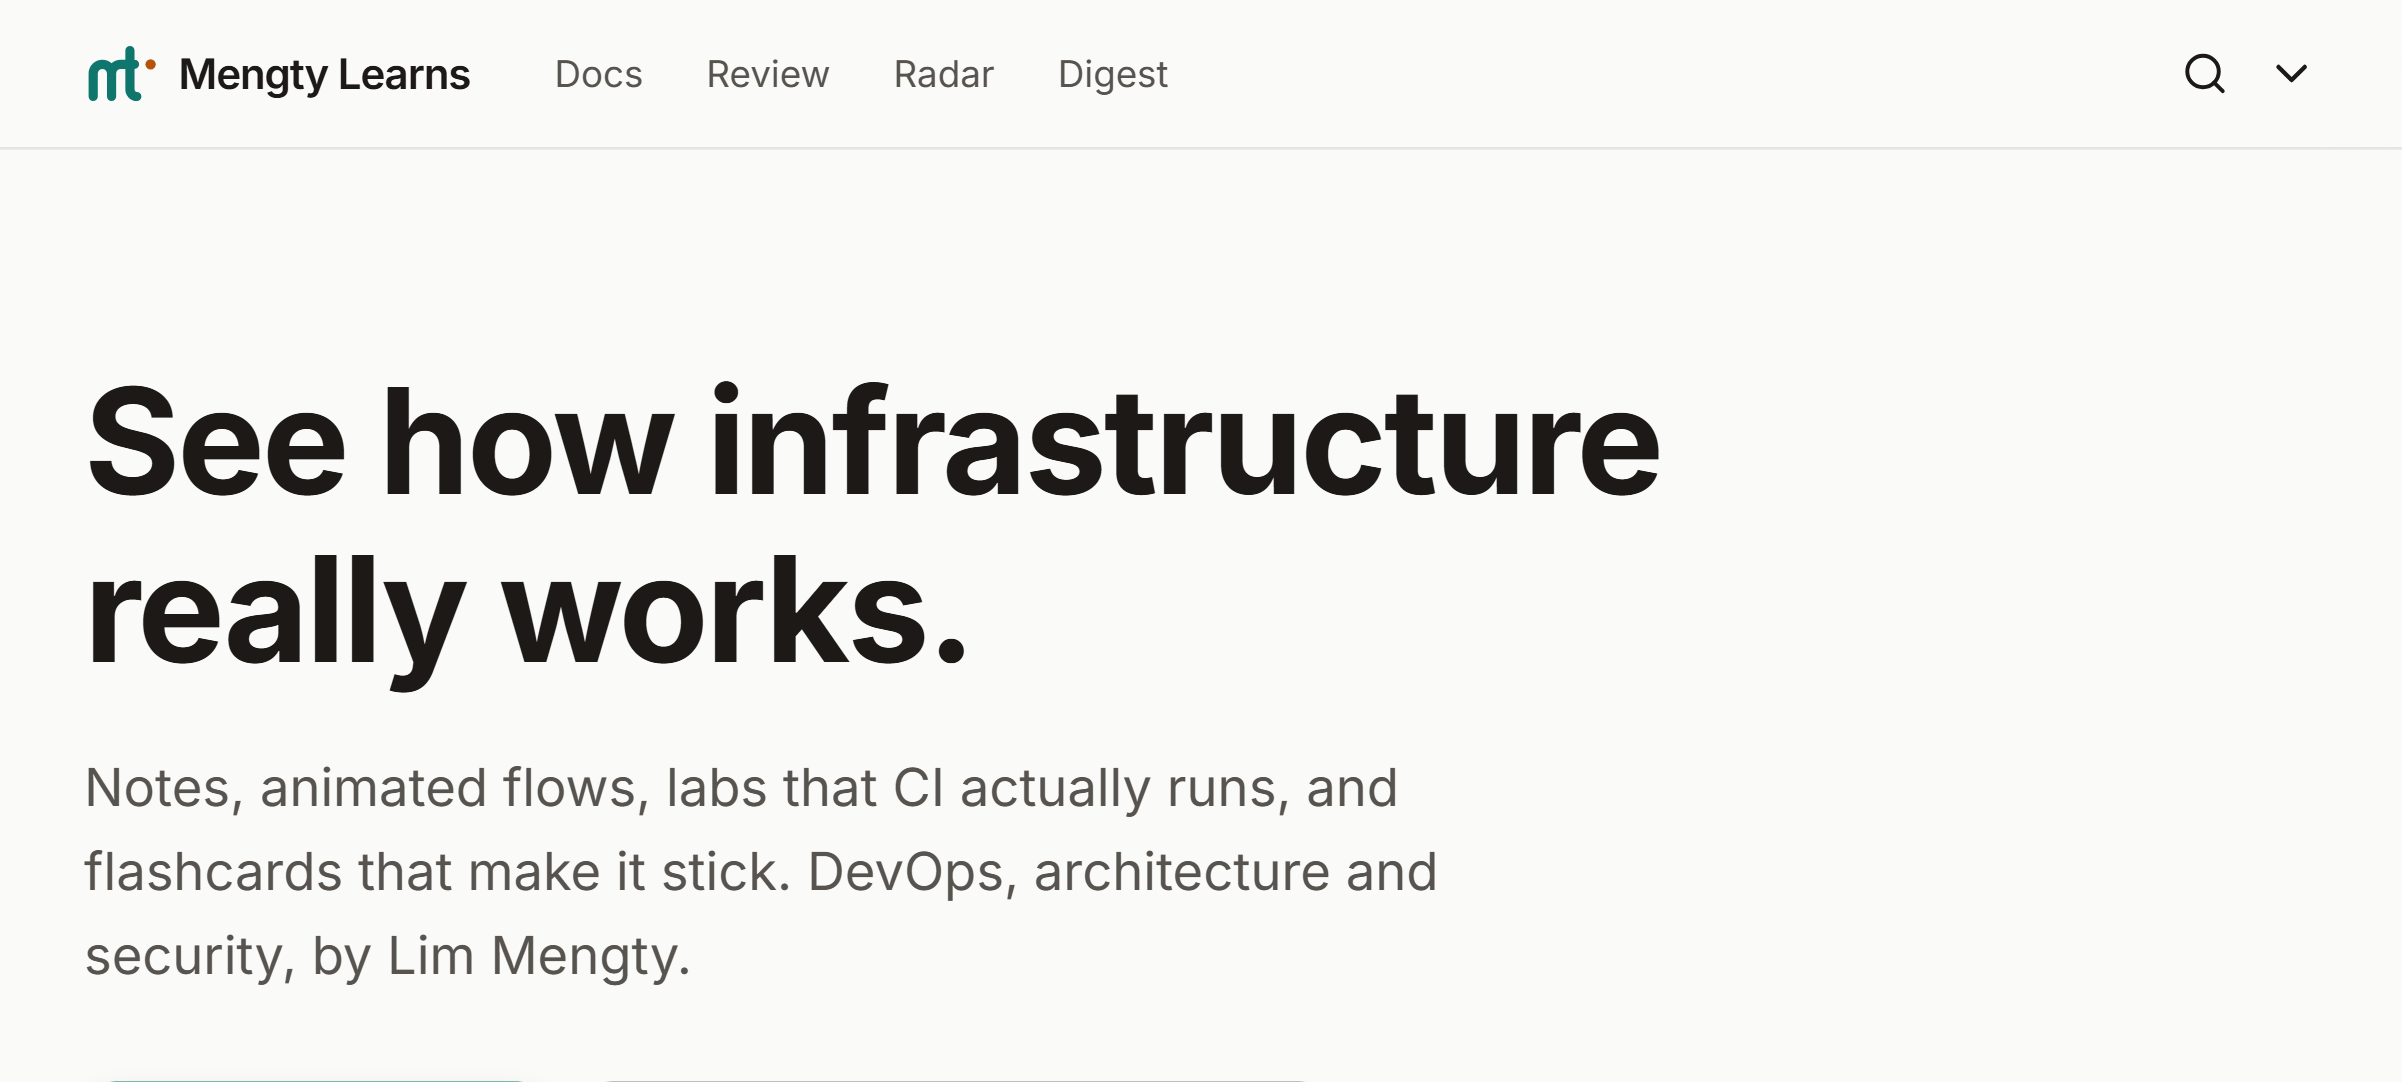 mt Mengty Learns Docs Review Radar Digest
See how infrastructure
really works.
Notes, animated flows, labs that CI actually runs, and
flashcards that make it stick. DevOps, architecture and
security, by Lim Mengty.